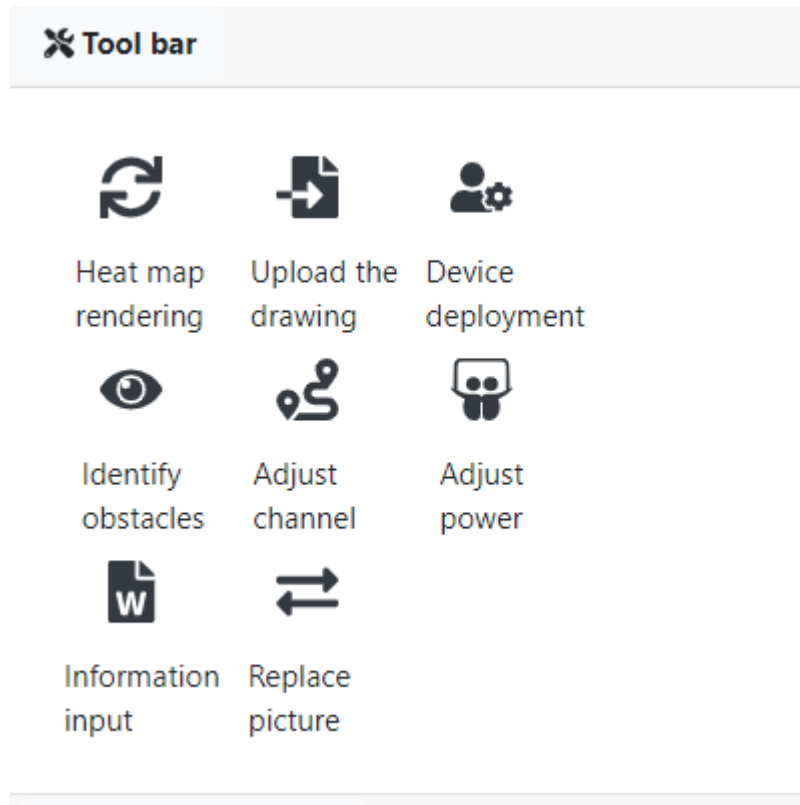 Tool bar
Heat map
rendering
Upload the
drawing
Device
deployment
Identify
obstacles
Adjust
channel
Adjust
power
W
Information
input
Replace
picture